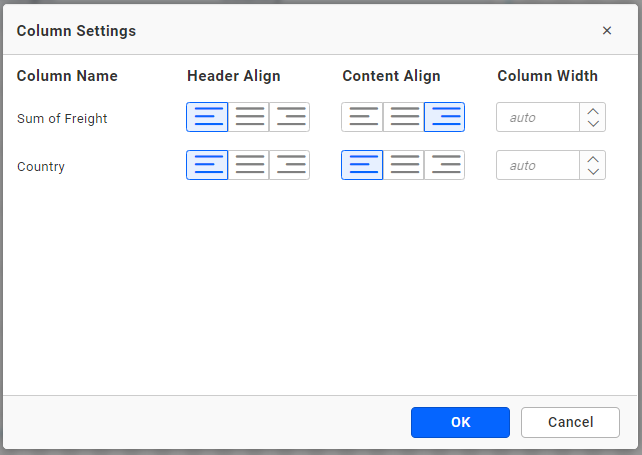 Column Settings
Column Name Header Align Content Align Column Width
Sum of Freight auto
Country auto
OK Cancel